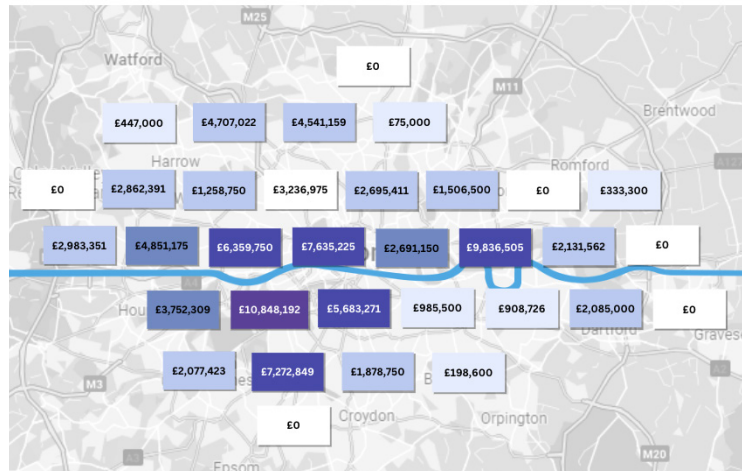 M25
Watford
£0
M11
£447,000
£4,707,022
£4,541,159
£75,000
Brentwood
Harrow
Romford
£0
£2,862,391
£1,258,750
£3,236,975
£2,695,411
£1,506,500
£0
£333,300
£2,983,351
£4,851,175
£6,359,750
£7,635,225
£2,691,150
£9,836,505
£2,131,562
£0
£3,752,309
£10,848,192
£5,683,271
£985,500
£908,726
£2,085,000
£0
Dartford
M3
£2,077,423
£7,272,849
£1,878,750
£198,600
£0
Croydon
Orpington
Epsom
M20